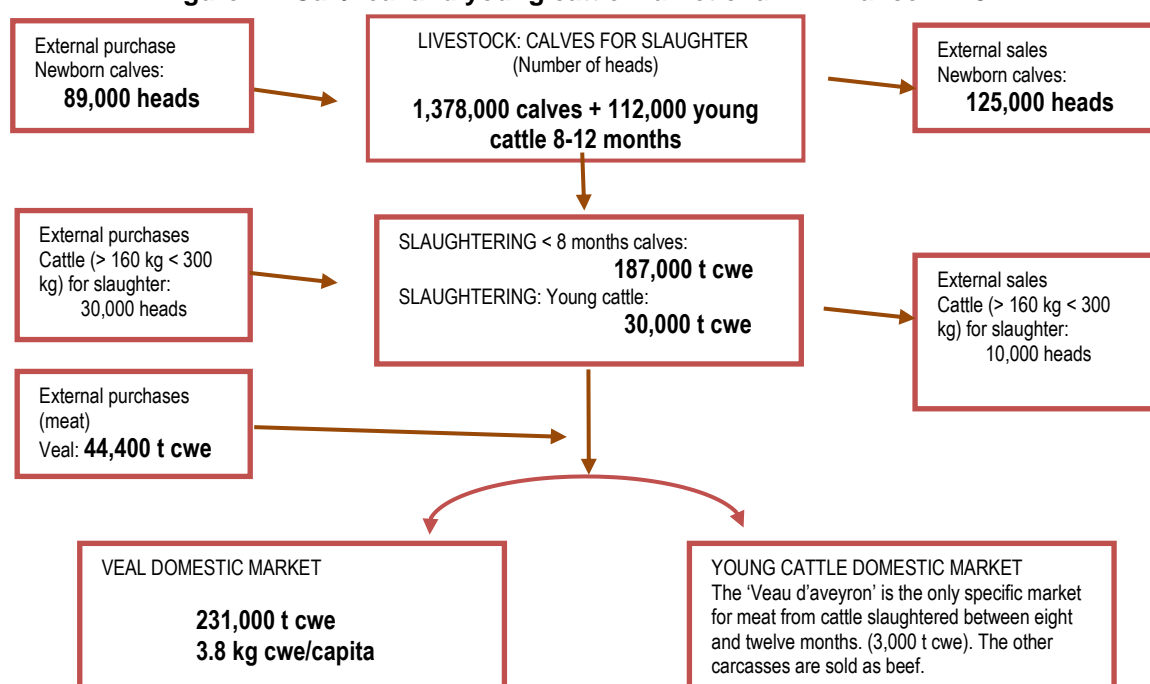 External purchase
Newborn calves:
89,000 heads
LIVESTOCK: CALVES FOR SLAUGHTER
(Number of heads)
1,378,000 calves + 112,000 young
cattle 8-12 months
External sales
Newborn calves:
125,000 heads
External purchases
Cattle (> 160 kg < 300
kg) for slaughter:
30,000 heads
SLAUGHTERING < 8 months calves:
187,000 t cwe
SLAUGHTERING: Young cattle:
30,000 t cwe
External sales
Cattle (> 160 kg < 300
kg) for slaughter:
10,000 heads
External purchases
(meat)
Veal: 44,400 t cwe
VEAL DOMESTIC MARKET
231,000 t cwe
3.8 kg cwe/capita
YOUNG CATTLE DOMESTIC MARKET
The ‘Veau d’aveyron’ is the only specific market
for meat from cattle slaughtered between eight
and twelve months. (3,000 t cwe). The other
carcasses are sold as beef.